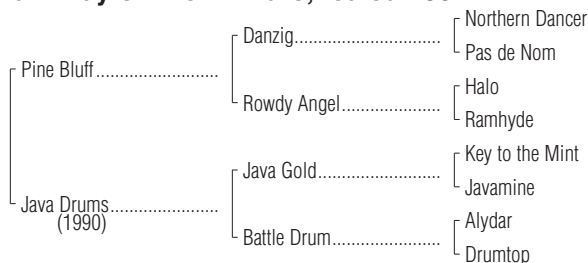 Northern Dancer
Danzig
Pas de Nom
Pine Bluff
Halo
Rowdy Angel
Ramhyde
Key to the Mint
Java Gold
Javamine
Java Drums
(1990)
Alydar
Battle Drum
Drumtop